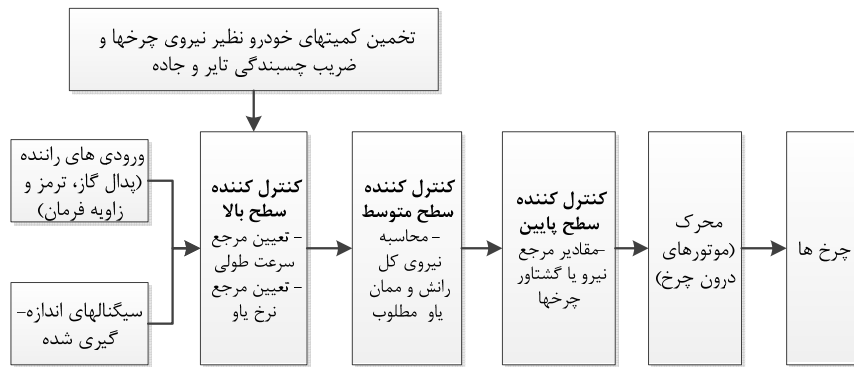 تخمین کمیتهای خودرو نظیر نیروی چرخها و
ضریب چسبندگی تایر و جاده
ورودی های راننده
(پدال گاز، ترمز و
زاویه فرمان)
سیگنالهای اندازه-
گیری شده
کنترل کننده
سطح بالا
- تعیین مرجع
سرعت طولی
- تعیین مرجع
نرخ یاو
کنترل کننده
سطح متوسط
- محاسبه
نیروی کل
رانش و ممان
یاو مطلوب
کنترل کننده
سطح پایین
-مقادیر مرجع
نیرو یا گشتاور
چرخها
محرک
(موتورهای
درون چرخ)
چرخ ها